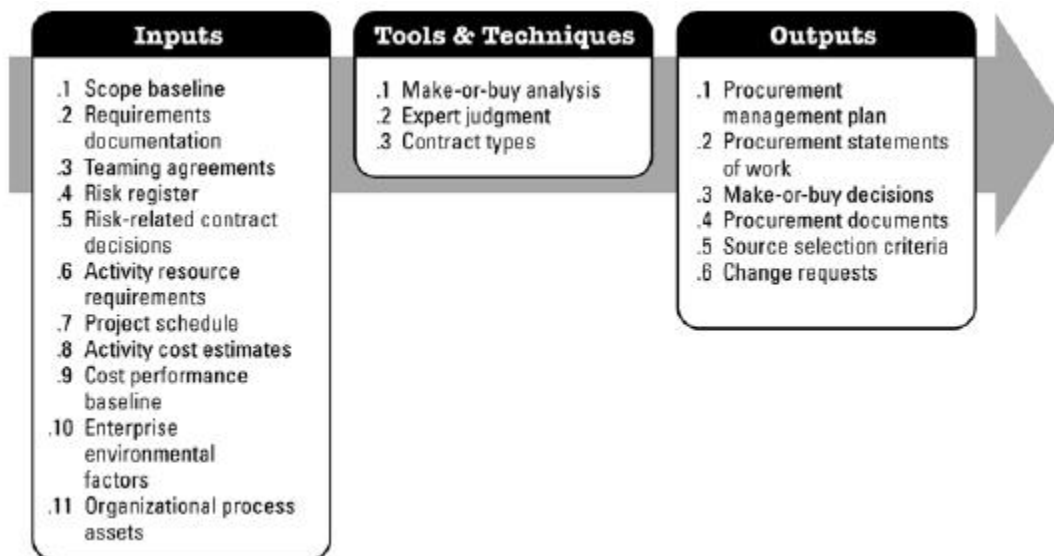 Inputs
.1 Scope baseline
.2 Requirements
documentation
.3 Teaming agreements
.4 Risk register
.5 Risk-related contract
decisions
.6 Activity resource
requirements
.7 Project schedule
.8 Activity cost estimates
.9 Cost performance
baseline
.10 Enterprise
environmental
factors
.11 Organizational process
assets
Tools & Techniques
.1 Make-or-buy analysis
.2 Expert judgment
.3 Contract types
Outputs
.1 Procurement
management plan
.2 Procurement statements
of work
.3 Make-or-buy decisions
.4 Procurement documents
.5 Source selection criteria
.6 Change requests